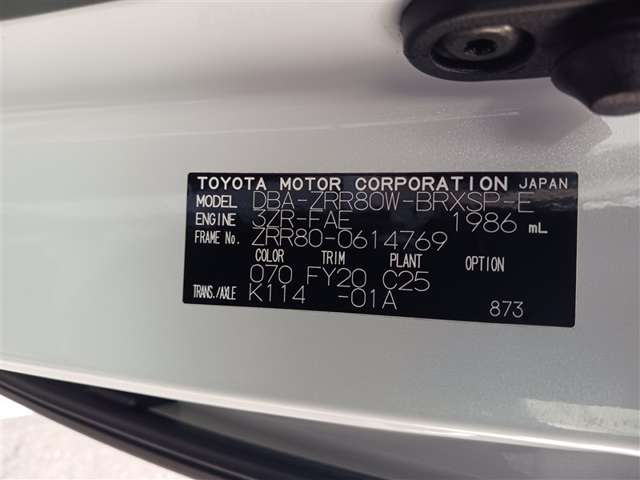 TOYOTA MOTOR CORPORATION JAPAN
MODEL DBA-ZRR80W-BRXSP-E
ENGINE 3ZR-FAE 1986 mL
FRAME No. ZRR80-0614769
COLOR TRIM PLANT OPTION
070 FY20 C25
TRANS./AXLE K114 -01A
873